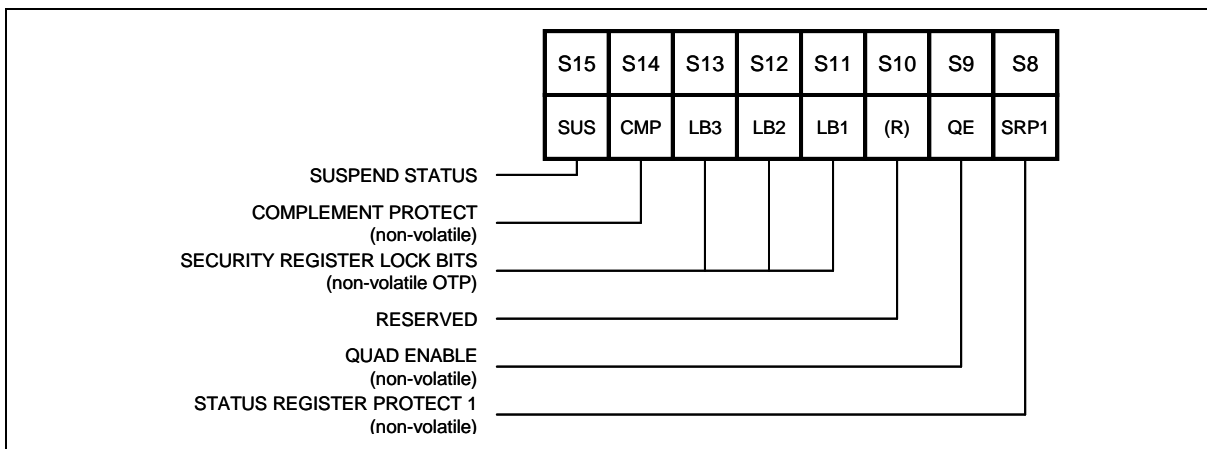 S15 S14 S13 S12 S11 S10 S9 S8
SUS CMP LB3 LB2 LB1 (R) QE SRP1
SUSPEND STATUS
COMPLEMENT PROTECT
(non-volatile)
SECURITY REGISTER LOCK BITS
(non-volatile OTP)
RESERVED
QUAD ENABLE
(non-volatile)
STATUS REGISTER PROTECT 1
(non-volatile)